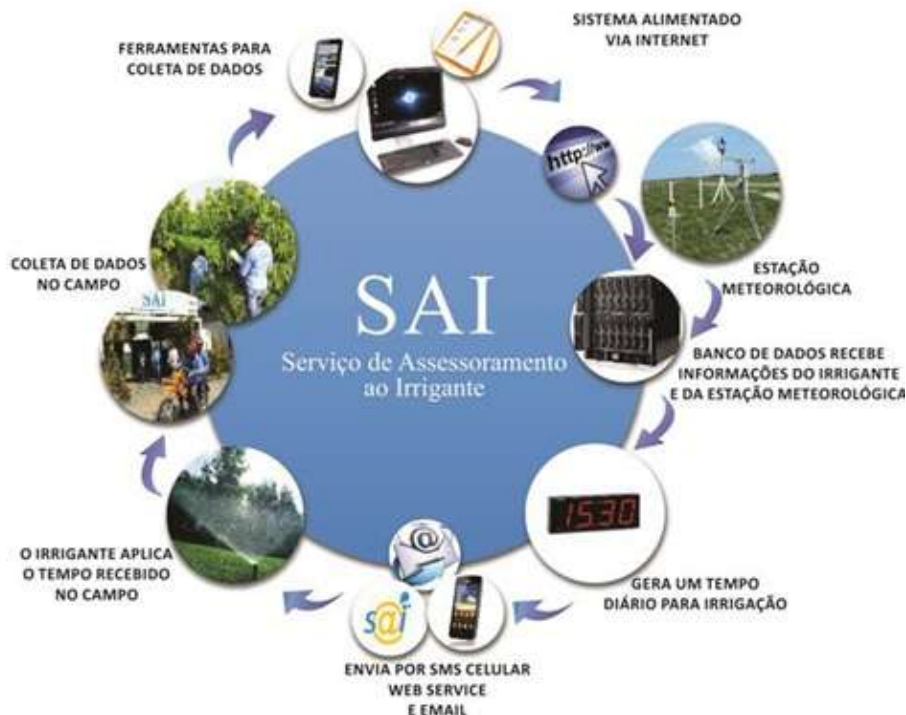 SISTEMA ALIMENTADO
VIA INTERNET
FERRAMENTAS PARA
COLETA DE DADOS
http://ww
COLETA DE DADOS
NO CAMPO
SAI
ESTAÇÃO
METEOROLÓGICA
SAI
Serviço de Assessoramento
ao Irrigante
BANCO DE DADOS RECEBE
INFORMAÇÕES DO IRRIGANTE
E DA ESTAÇÃO METEOROLÓGICA
15:30
O IRRIGANTE APLICA
O TEMPO RECEBIDO
NO CAMPO
GERA UM TEMPO
DIÁRIO PARA IRRIGAÇÃO
@
s@i
ENVIA POR SMS CELULAR
WEB SERVICE
E EMAIL